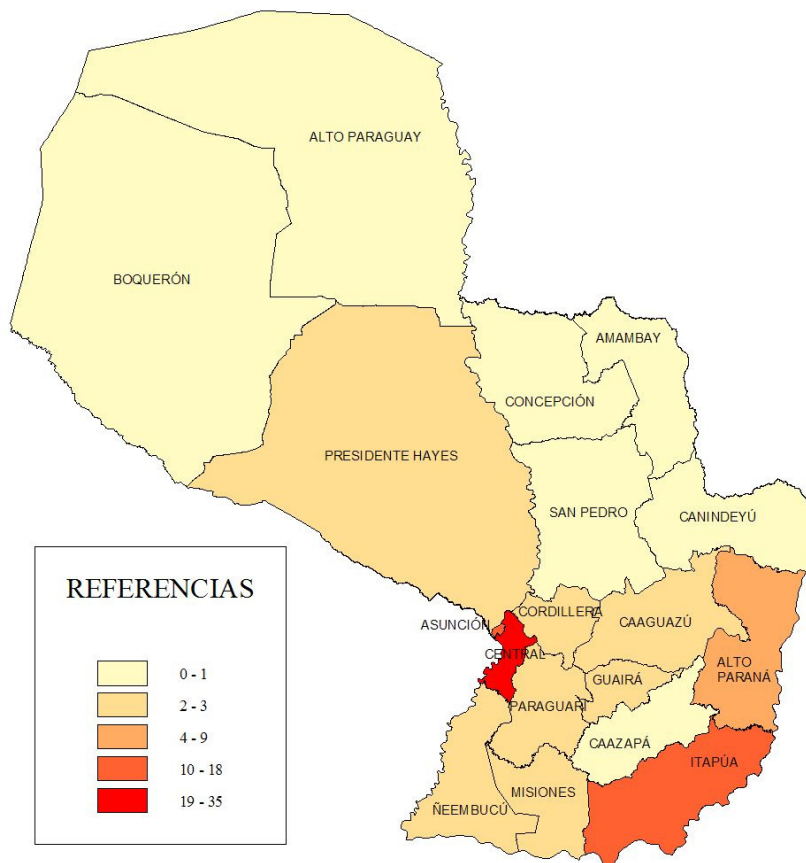 ALTO PARAGUAY
BOQUERÓN
AMAMBAY
CONCEPCIÓN
PRESIDENTE HAYES
SAN PEDRO
CANINDEYÚ
CORDILLERA
ASUNCIÓN
CAAGUAZÚ
CENTRAL
ALTO
PARANÁ
GUAIRÁ
PARAGUARÍ
CAAZAPÁ
ITAPÚA
MISIONES
ÑEEMBUCÚ
REFERENCIAS
0 - 1
2 - 3
4 - 9
10 - 18
19 - 35